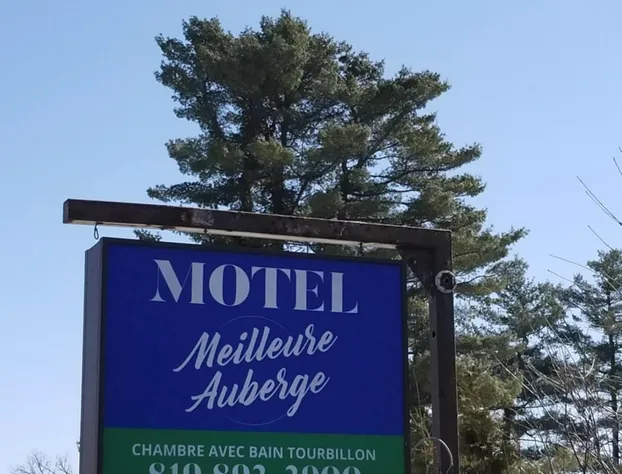 MOTEL
Meilleure
Auberge
CHAMBRE AVEC BAIN TOURBILLON